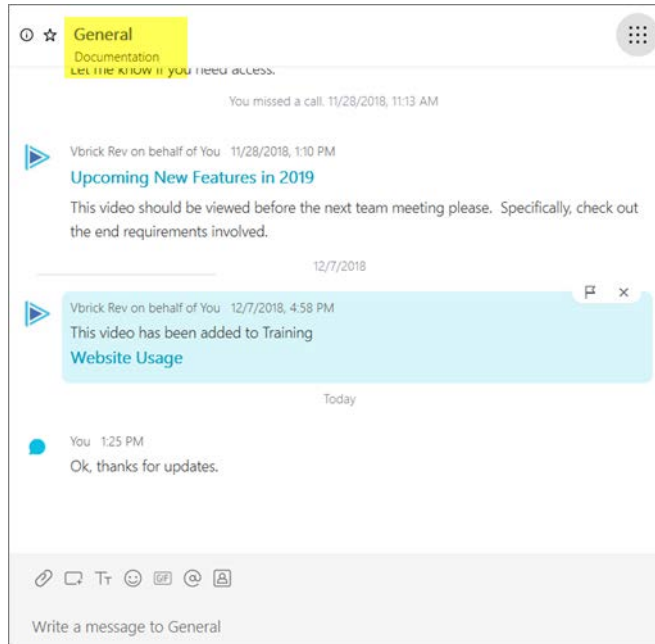 General
Documentation
Let me know if you need access.
You missed a call. 11/28/2018, 11:13 AM
Vbrick Rev on behalf of You 11/28/2018, 1:10 PM
Upcoming New Features in 2019
This video should be viewed before the next team meeting please. Specifically, check out
the end requirements involved.
12/7/2018
Vbrick Rev on behalf of You 12/7/2018, 4:58 PM
This video has been added to Training
Website Usage
Today
You 1:25 PM
Ok, thanks for updates.
Tт GIF @
Write a message to General